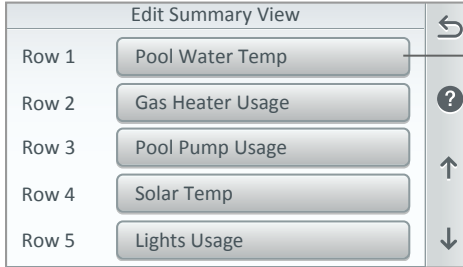 Edit Summary View
Row 1 Pool Water Temp
Row 2 Gas Heater Usage
Row 3 Pool Pump Usage
Row 4 Solar Temp
Row 5 Lights Usage
?